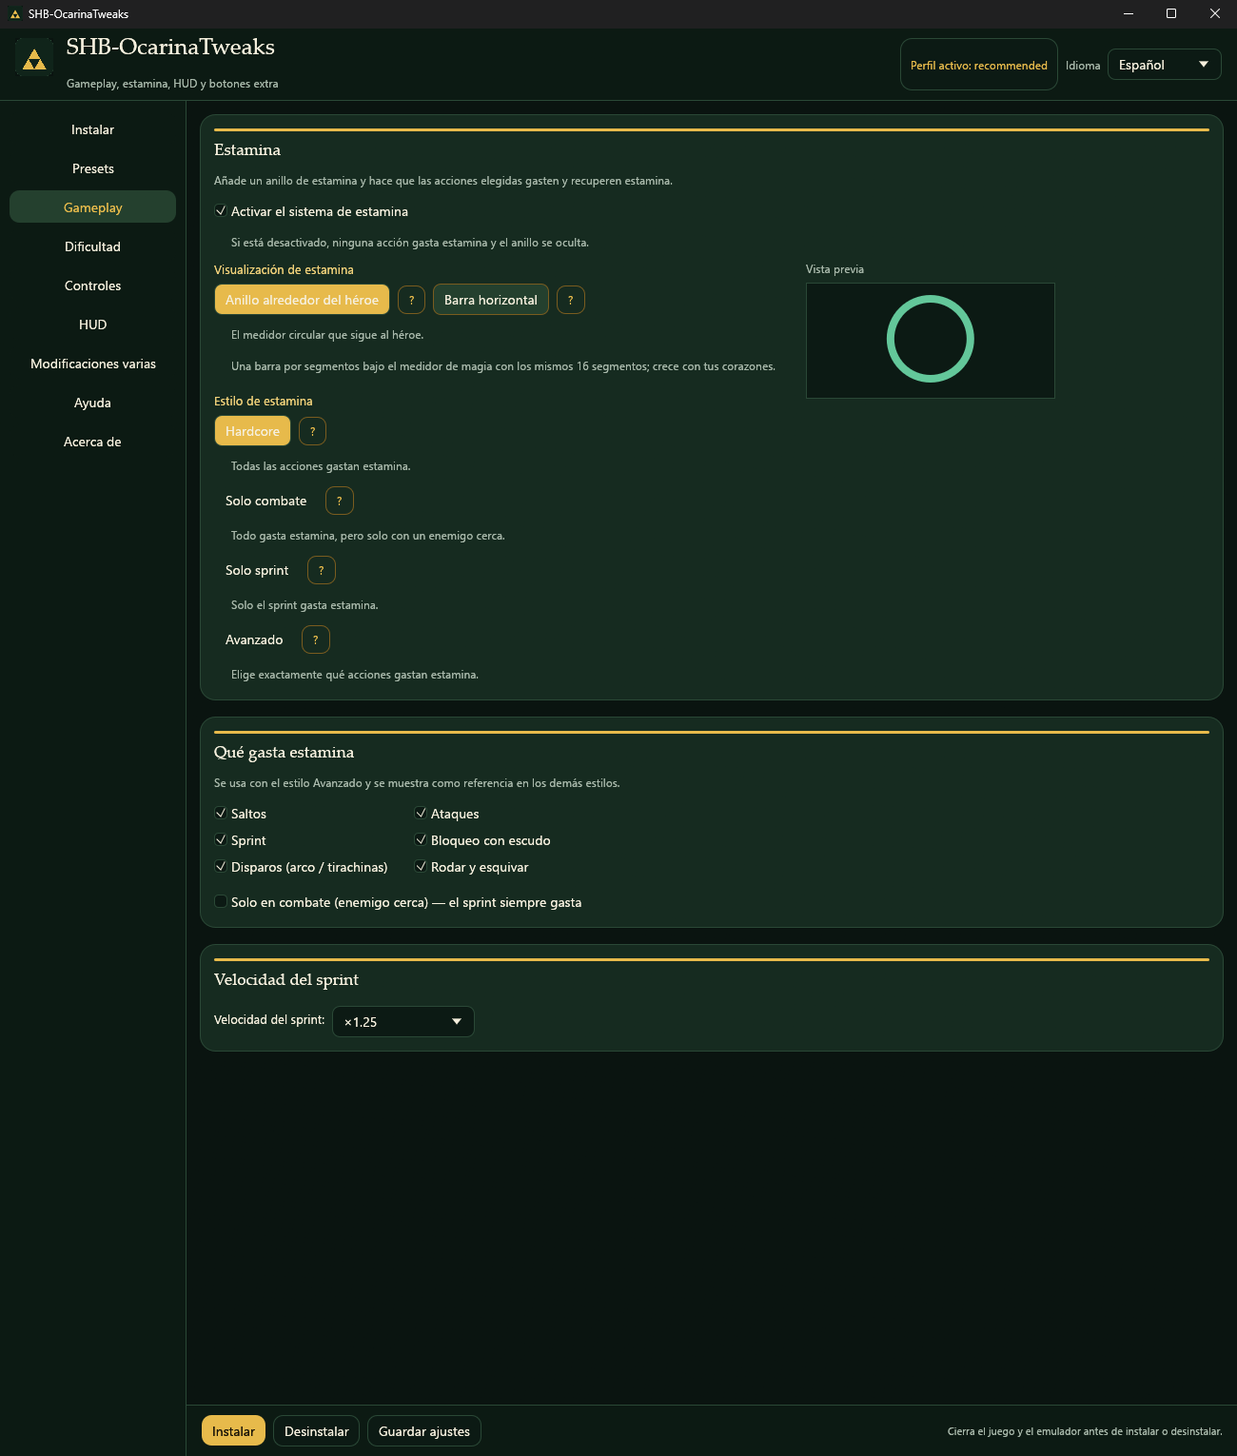 SHB-OcarinaTweaks
SHB-OcarinaTweaks
Gameplay, estamina, HUD y botones extra
Perfil activo: recommended
Idioma
Español
Instalar
Presets
Gameplay
Dificultad
Controles
HUD
Modificaciones varias
Ayuda
Acerca de
Estamina
Añade un anillo de estamina y hace que las acciones elegidas gasten y recuperen estamina.
Activar el sistema de estamina
Si está desactivado, ninguna acción gasta estamina y el anillo se oculta.
Visualización de estamina
Anillo alrededor del héroe ? Barra horizontal ?
El medidor circular que sigue al héroe.
Una barra por segmentos bajo el medidor de magia con los mismos 16 segmentos; crece con tus corazones.
Vista previa
Estilo de estamina
Hardcore ?
Todas las acciones gastan estamina.
Solo combate ?
Todo gasta estamina, pero solo con un enemigo cerca.
Solo sprint ?
Solo el sprint gasta estamina.
Avanzado ?
Elige exactamente qué acciones gastan estamina.
Qué gasta estamina
Se usa con el estilo Avanzado y se muestra como referencia en los demás estilos.
Saltos Ataques
Sprint Bloqueo con escudo
Disparos (arco / tirachinas) Rodar y esquivar
Solo en combate (enemigo cerca) — el sprint siempre gasta
Velocidad del sprint
Velocidad del sprint: ×1.25
Instalar Desinstalar Guardar ajustes
Cierra el juego y el emulador antes de instalar o desinstalar.